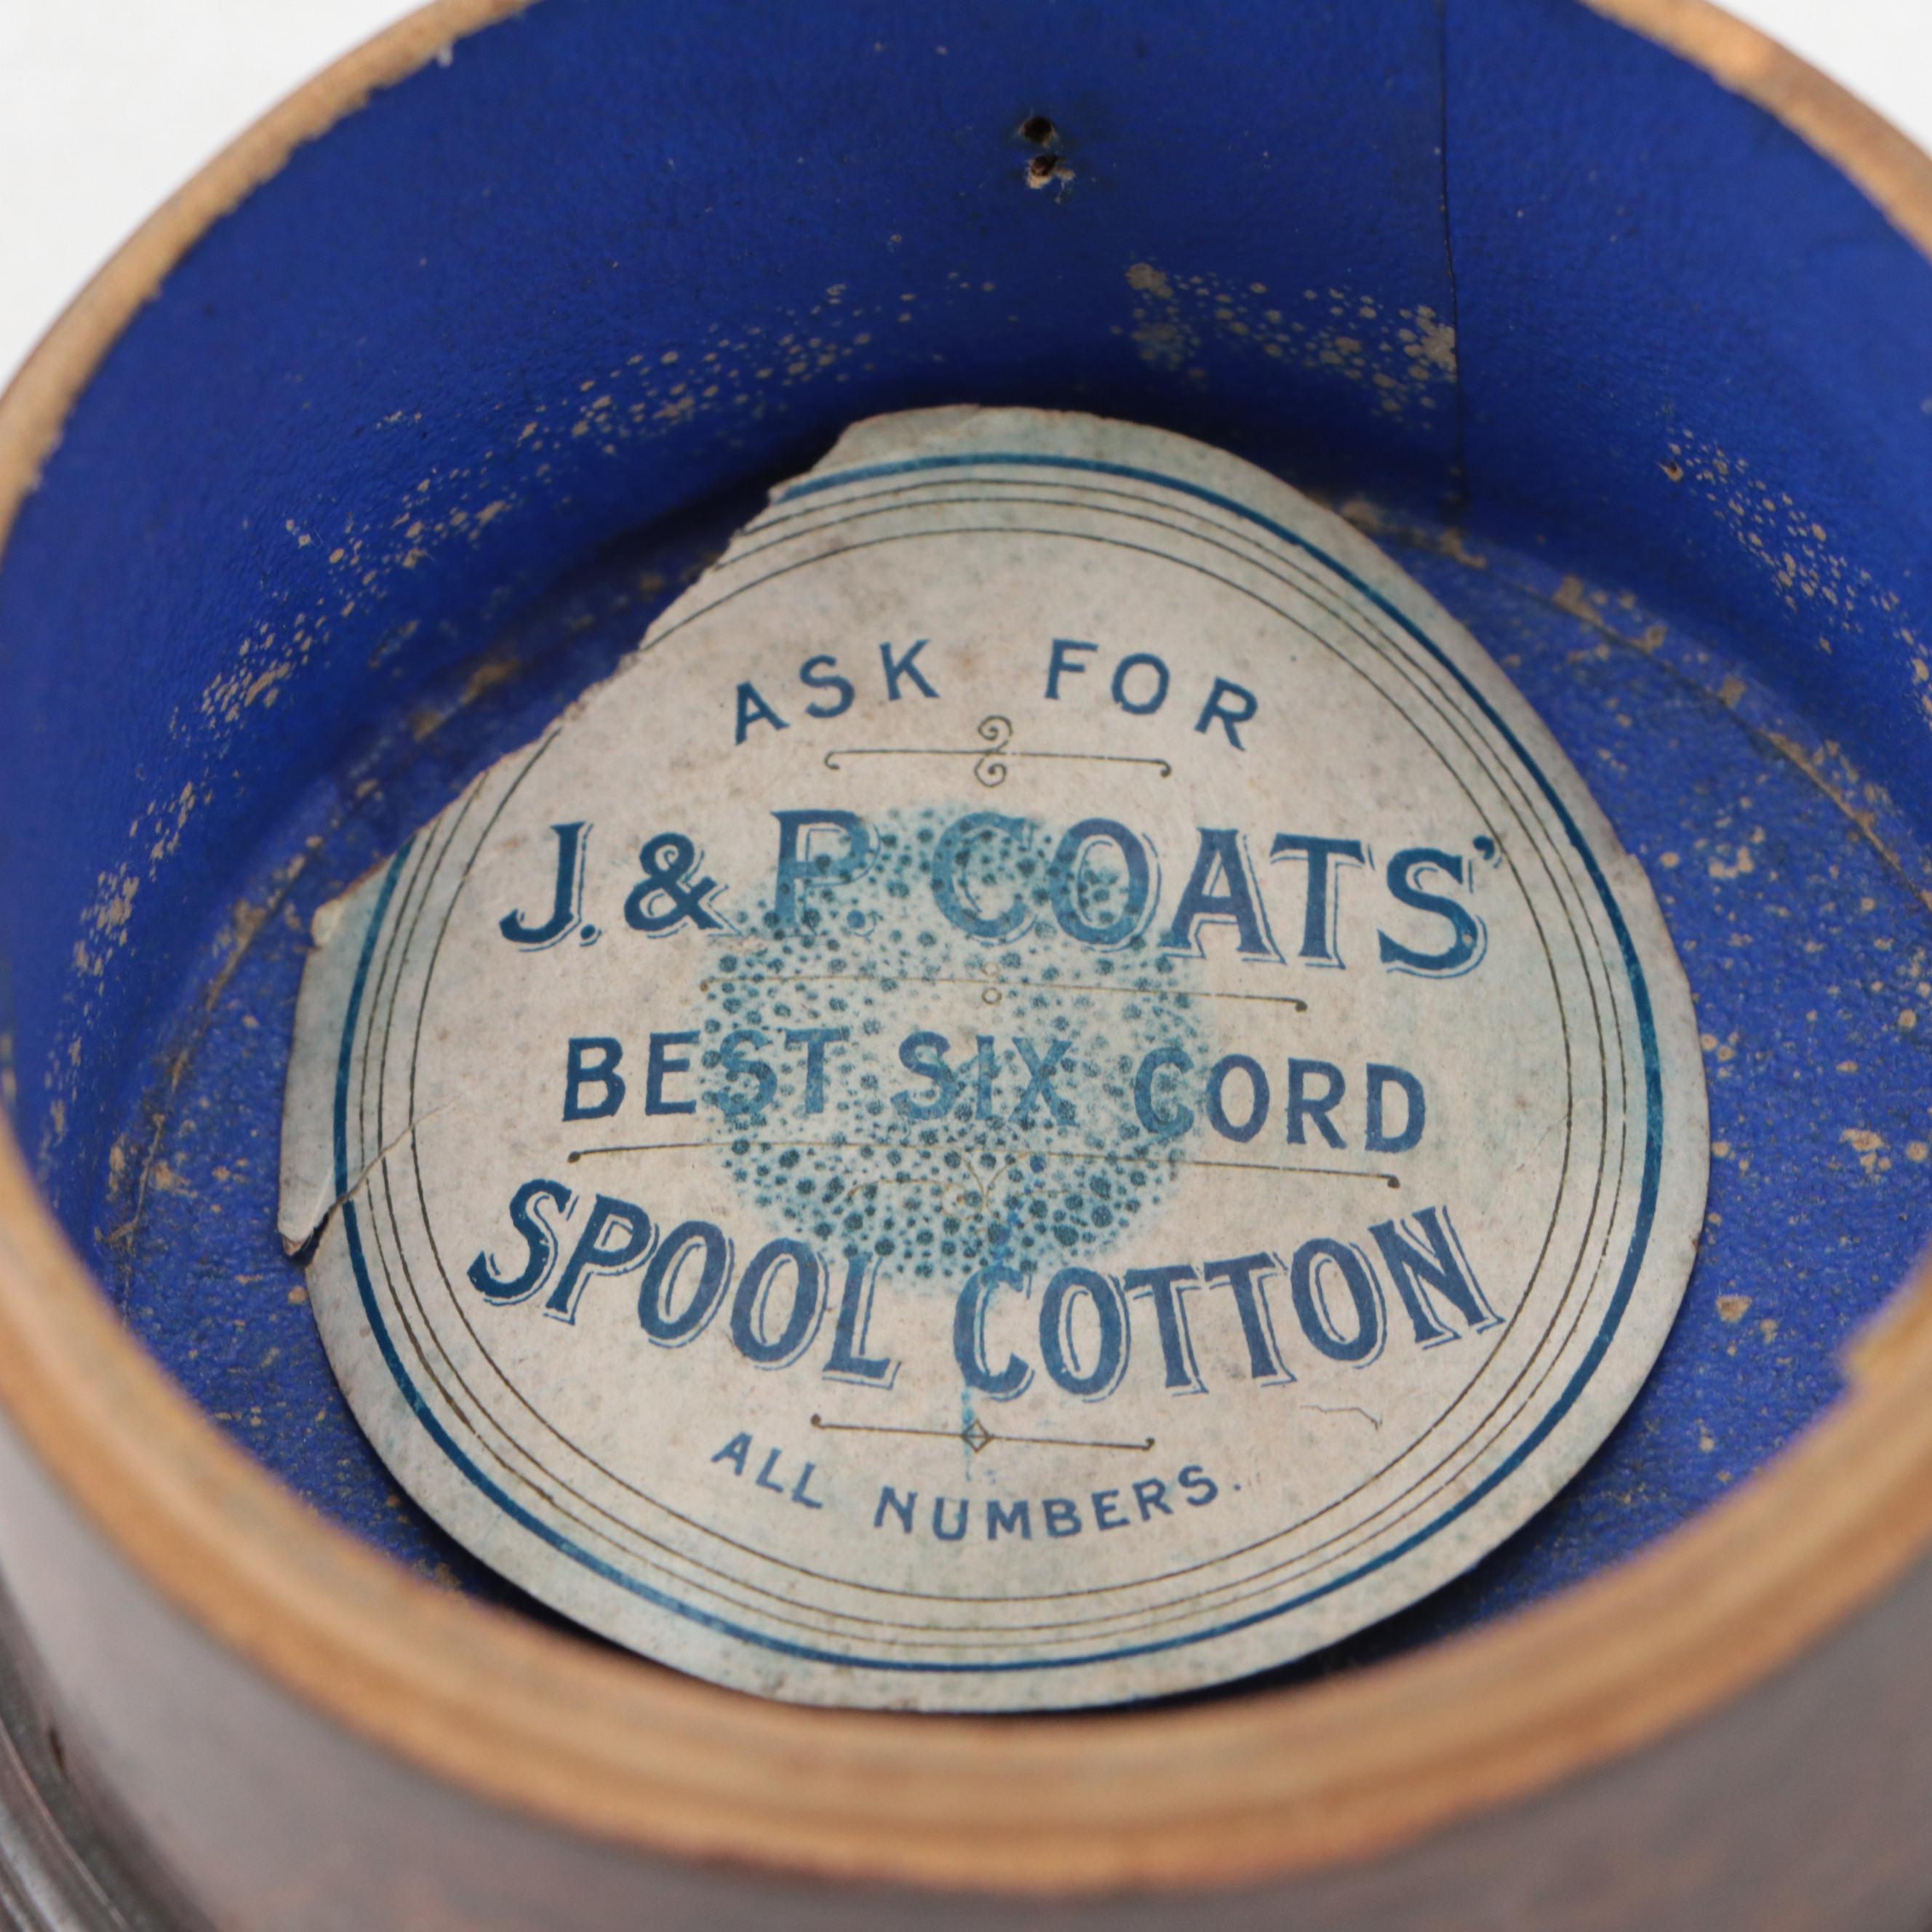 ASK FOR
J. & P. COATS'
BEST SIX CORD
SPOOL COTTON
ALL NUMBERS.